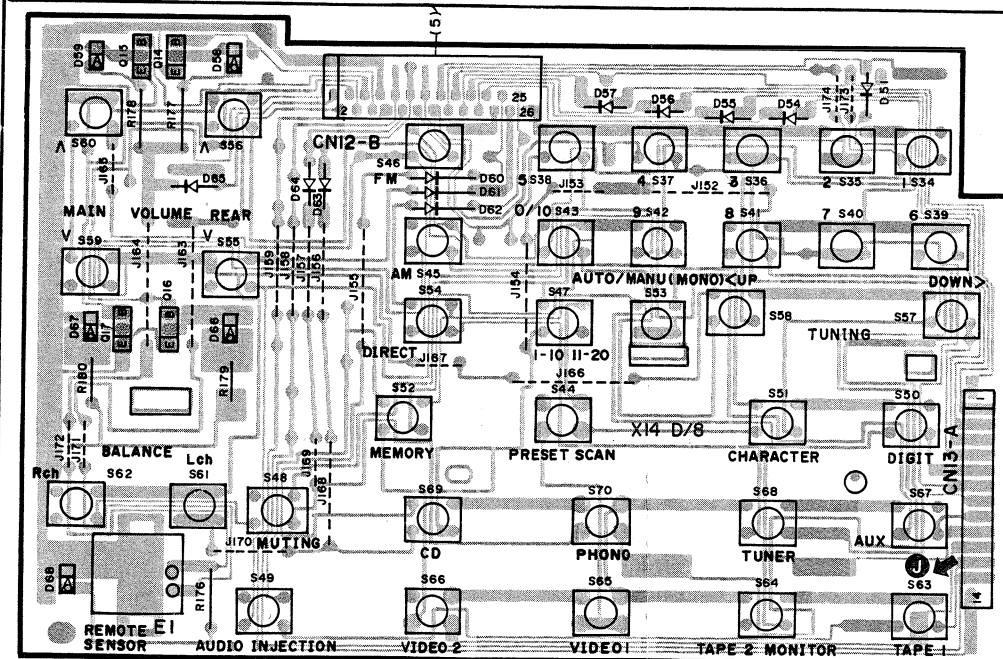 (5)
D59
Q15
B
E
Q14
B
E
D58
D57
D56
D55
D54
J174
J173
D51
1
2
25
26
R178
R177
S60
S56
CN12-B
S46
FM
D60
D61
D62
5 S38
J153
4 S37
J152
3 S36
2 S35
1 S34
J165
D65
D64
D63
MAIN VOLUME REAR
0/10 S43
9 S42
8 S41
7 S40
6 S39
S59
S55
J164
J163
J159
J158
J157
J156
J155
J154
AM S45
AUTO/MANU(MONO)<UP
DOWN>
S54
S47
S53
S58
S57
TUNING
D67
Q17
B
E
Q16
B
E
D66
DIRECT
J167
1-10 11-20
J166
R180
R179
S52
S44
S51
S50
1
X14 D/8
MEMORY
PRESET SCAN
CHARACTER
DIGIT
CN13-A
J172
J171
BALANCE
Rch
S62
Lch
S61
S48
J169
J168
S69
S70
S68
S67
J170
MUTING
CD
PHONO
TUNER
AUX
J
D68
R176
S49
S66
S65
S64
S63
14
REMOTE
SENSOR
E1
AUDIO INJECTION
VIDEO 2
VIDEO 1
TAPE 2 MONITOR
TAPE 1